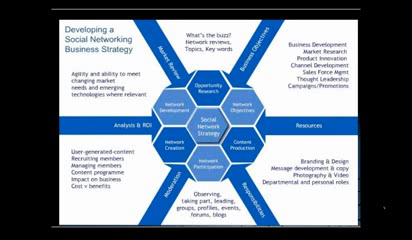 Developing a
Social Networking
Business Strategy
What's the buzz?
Network reviews,
Topics, Key words
Market Review
Business Objectives
Business Development
Market Research
Product Innovation
Channel Development
Sales Force Mgmt
Thought Leadership
Campaigns/Promotions
Agility and ability to meet
changing market
needs and emerging
technologies where relevant
Opportunity
Research
Network
Development
Network
Objectives
Social
Network
Strategy
Analysis & ROI
Resources
Network
Creation
Content
Production
Network
Participation
User-generated-content
Recruiting members
Managing members
Content programme
Impact on business
Cost v benefits
Moderation
Responsibilities
Branding & Design
Message development & copy
Photography & Video
Departmental and personal roles
Observing,
taking part, leading,
groups, profiles, events,
forums, blogs